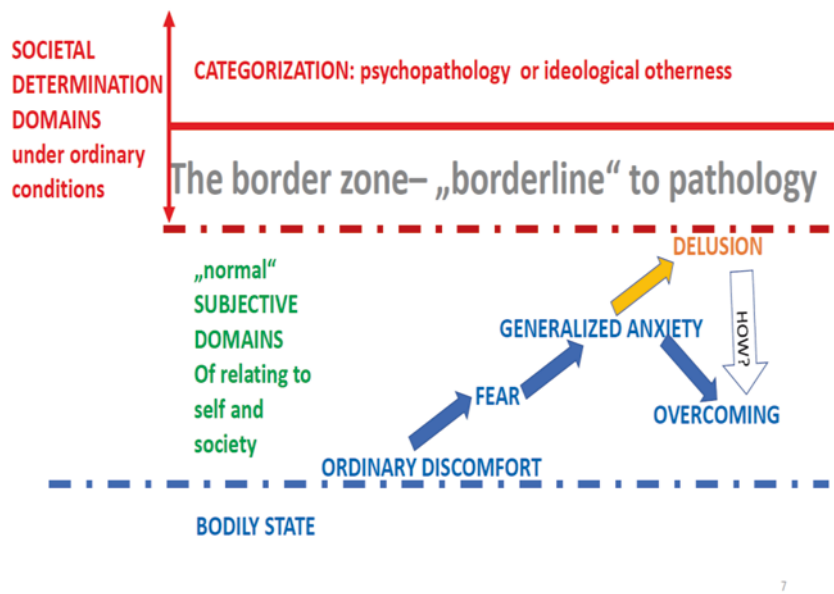 SOCIETAL
DETERMINATION
DOMAINS
under ordinary
conditions
CATEGORIZATION: psychopathology or ideological otherness
The border zone– „borderline“ to pathology
DELUSION
„normal“
SUBJECTIVE
DOMAINS
Of relating to
self and
society
GENERALIZED ANXIETY
HOW?
FEAR
OVERCOMING
ORDINARY DISCOMFORT
BODILY STATE
7